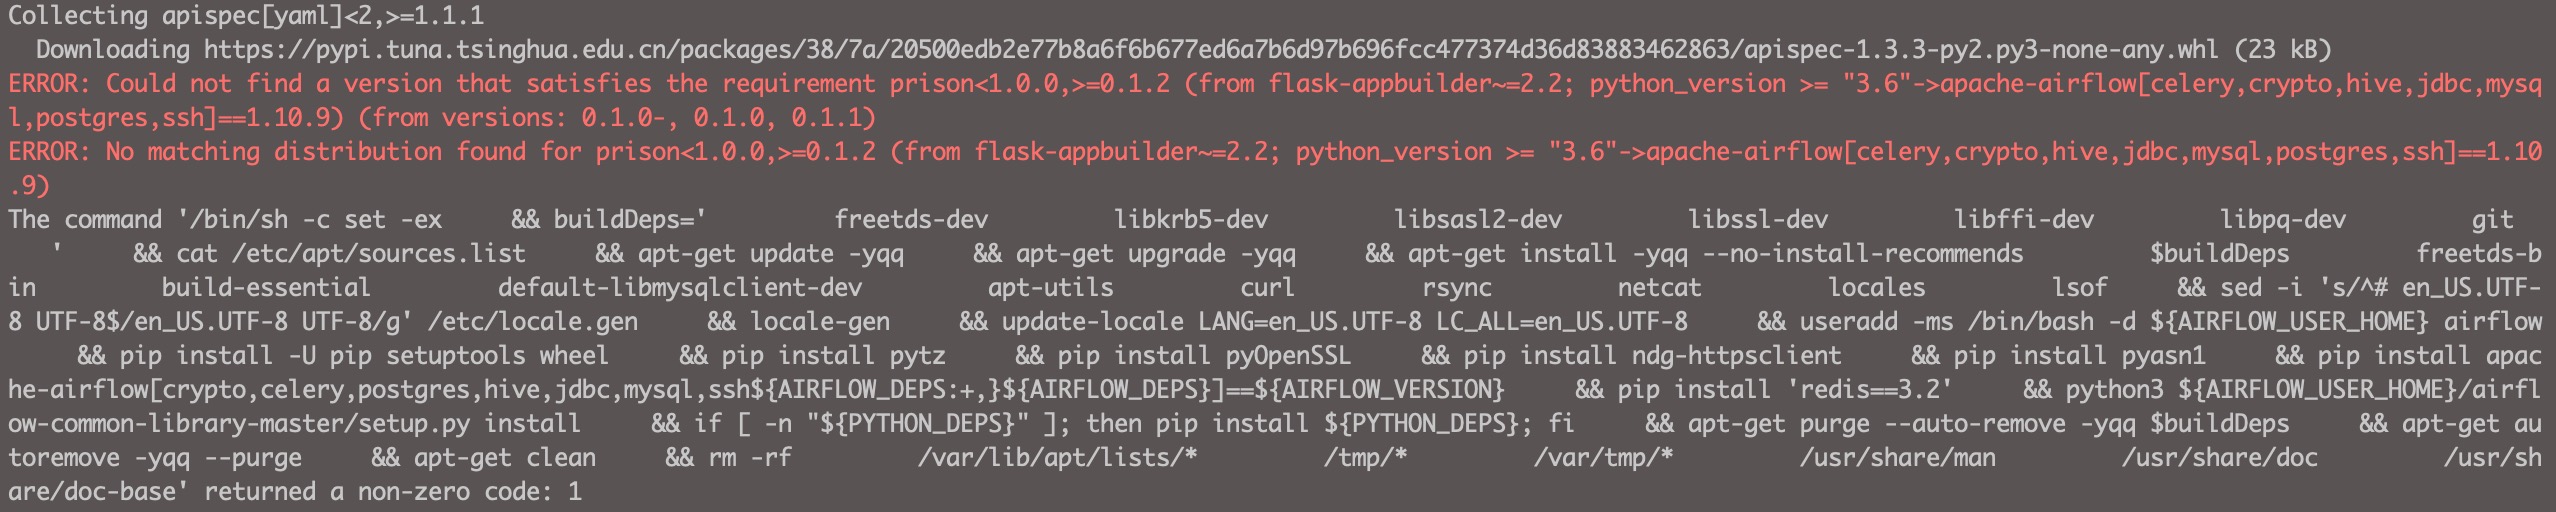 Collecting apispec[yaml]<2,>=1.1.1
  Downloading https://pypi.tuna.tsinghua.edu.cn/packages/38/7a/20500edb2e77b8a6f6b677ed6a7b6d97b696fcc477374d36d83883462863/apispec-1.3.3-py2.py3-none-any.whl (23 kB)
ERROR: Could not find a version that satisfies the requirement prison<1.0.0,>=0.1.2 (from flask-appbuilder~=2.2; python_version >= "3.6"->apache-airflow[celery,crypto,hive,jdbc,mysq
l,postgres,ssh]==1.10.9) (from versions: 0.1.0-, 0.1.0, 0.1.1)
ERROR: No matching distribution found for prison<1.0.0,>=0.1.2 (from flask-appbuilder~=2.2; python_version >= "3.6"->apache-airflow[celery,crypto,hive,jdbc,mysql,postgres,ssh]==1.10
.9)
The command '/bin/sh -c set -ex     && buildDeps='         freetds-dev         libkrb5-dev         libsasl2-dev         libssl-dev         libffi-dev         libpq-dev         git
   '     && cat /etc/apt/sources.list     && apt-get update -yqq     && apt-get upgrade -yqq     && apt-get install -yqq --no-install-recommends         $buildDeps         freetds-b
in         build-essential         default-libmysqlclient-dev         apt-utils         curl         rsync         netcat         locales         lsof     && sed -i 's/^# en_US.UTF-
8 UTF-8$/en_US.UTF-8 UTF-8/g' /etc/locale.gen     && locale-gen     && update-locale LANG=en_US.UTF-8 LC_ALL=en_US.UTF-8     && useradd -ms /bin/bash -d ${AIRFLOW_USER_HOME} airflow
     && pip install -U pip setuptools wheel     && pip install pytz     && pip install pyOpenSSL     && pip install ndg-httpsclient     && pip install pyasn1     && pip install apac
he-airflow[crypto,celery,postgres,hive,jdbc,mysql,ssh${AIRFLOW_DEPS:+,}${AIRFLOW_DEPS}]==${AIRFLOW_VERSION}     && pip install 'redis==3.2'     && python3 ${AIRFLOW_USER_HOME}/airfl
ow-common-library-master/setup.py install     && if [ -n "${PYTHON_DEPS}" ]; then pip install ${PYTHON_DEPS}; fi     && apt-get purge --auto-remove -yqq $buildDeps     && apt-get au
toremove -yqq --purge     && apt-get clean     && rm -rf         /var/lib/apt/lists/*         /tmp/*         /var/tmp/*         /usr/share/man         /usr/share/doc         /usr/sh
are/doc-base' returned a non-zero code: 1